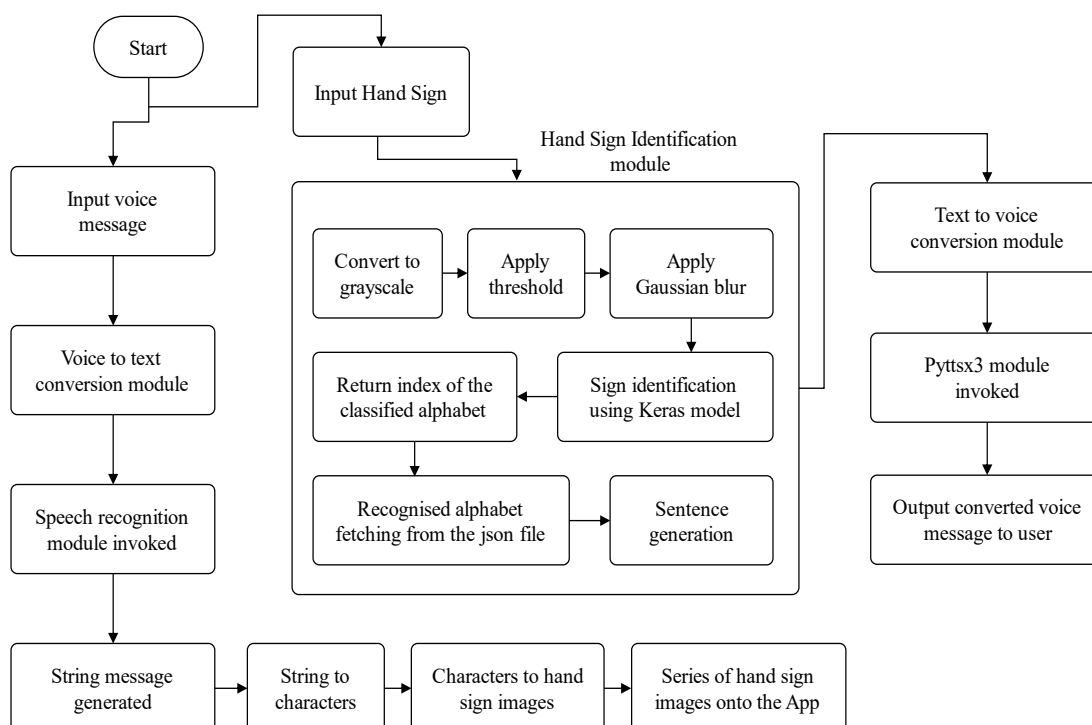 Start
Input Hand Sign
Hand Sign Identification
module
Input voice
message
Text to voice
conversion module
Convert to
grayscale
Apply
threshold
Apply
Gaussian blur
Voice to text
conversion module
Return index of the
classified alphabet
Sign identification
using Keras model
Pyttsx3 module
invoked
Speech recognition
module invoked
Recognised alphabet
fetching from the json file
Sentence
generation
Output converted voice
message to user
String message
generated
String to
characters
Characters to hand
sign images
Series of hand sign
images onto the App